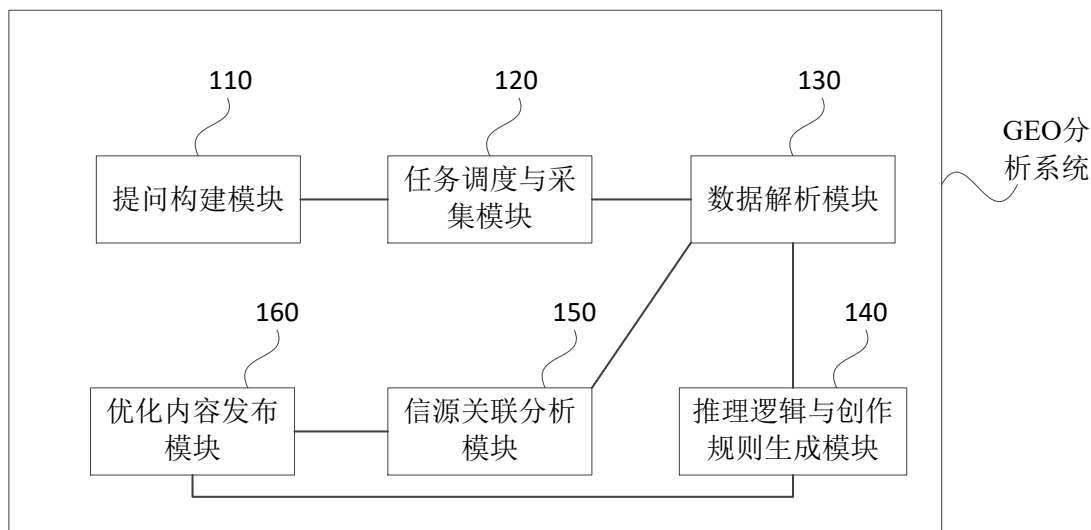 110
120
130
GEO分
析系统
提问构建模块
任务调度与采
集模块
数据解析模块
160
150
140
优化内容发布
模块
信源关联分析
模块
推理逻辑与创作
规则生成模块